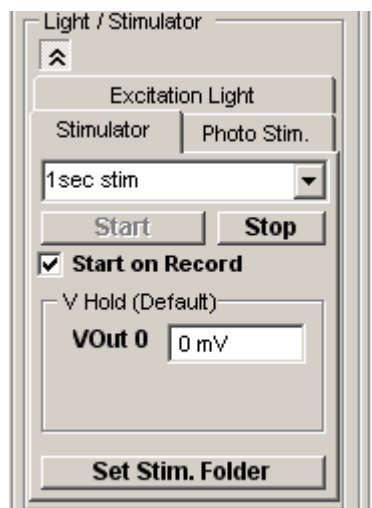 Light / Stimulator
Excitation Light
Stimulator Photo Stim.
1sec stim
Start Stop
Start on Record
V Hold (Default)
VOut 0 0 mV
Set Stim. Folder